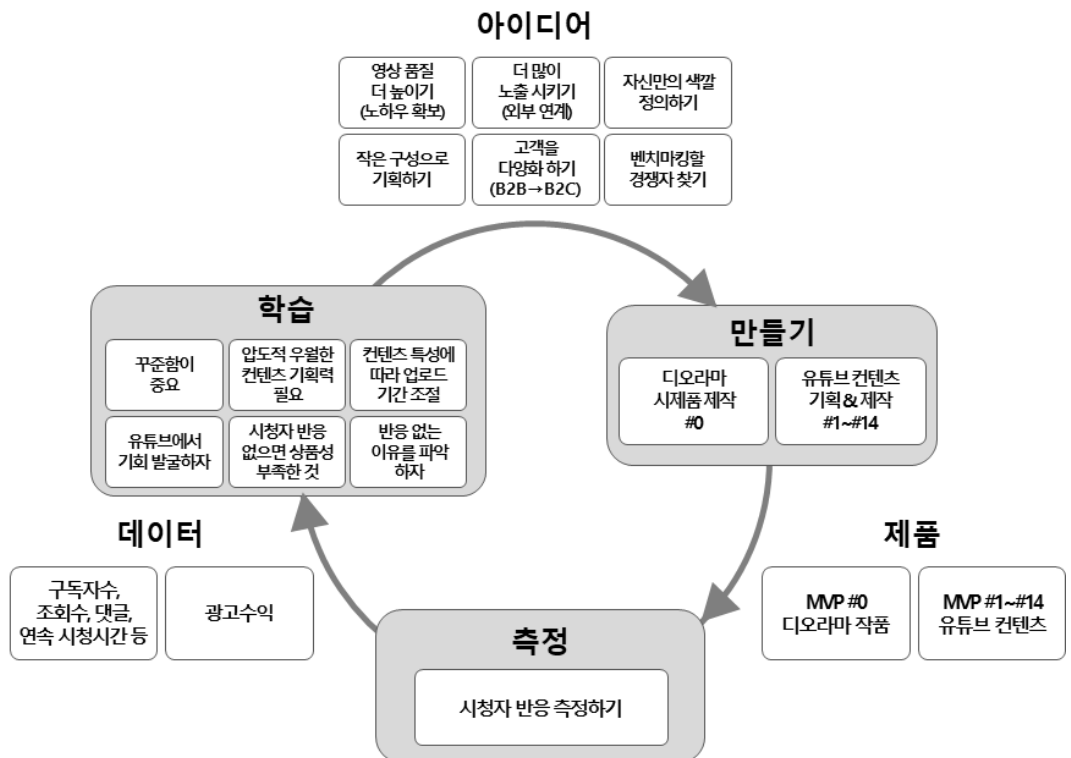 아이디어
영상 품질
더 높이기
(노하우 확보)
더 많이
노출 시키기
(외부 연계)
자신만의 색깔
정의하기
작은 구성으로
기획하기
고객을
다양화 하기
(B2B→B2C)
벤치마킹할
경쟁자 찾기
학습
꾸준함이
중요
압도적 우월한
컨텐츠 기획력
필요
컨텐츠 특성에
따라 업로드
기간 조절
유튜브에서
기회 발굴하자
시청자 반응
없으면 상품성
부족한 것
반응 없는
이유를 파악
하자
만들기
디오라마
시제품 제작
#0
유튜브 컨텐츠
기획 & 제작
#1~#14
데이터
구독자수,
조회수, 댓글,
연속 시청시간 등
광고수익
측정
시청자 반응 측정하기
제품
MVP #0
디오라마 작품
MVP #1~#14
유튜브 컨텐츠